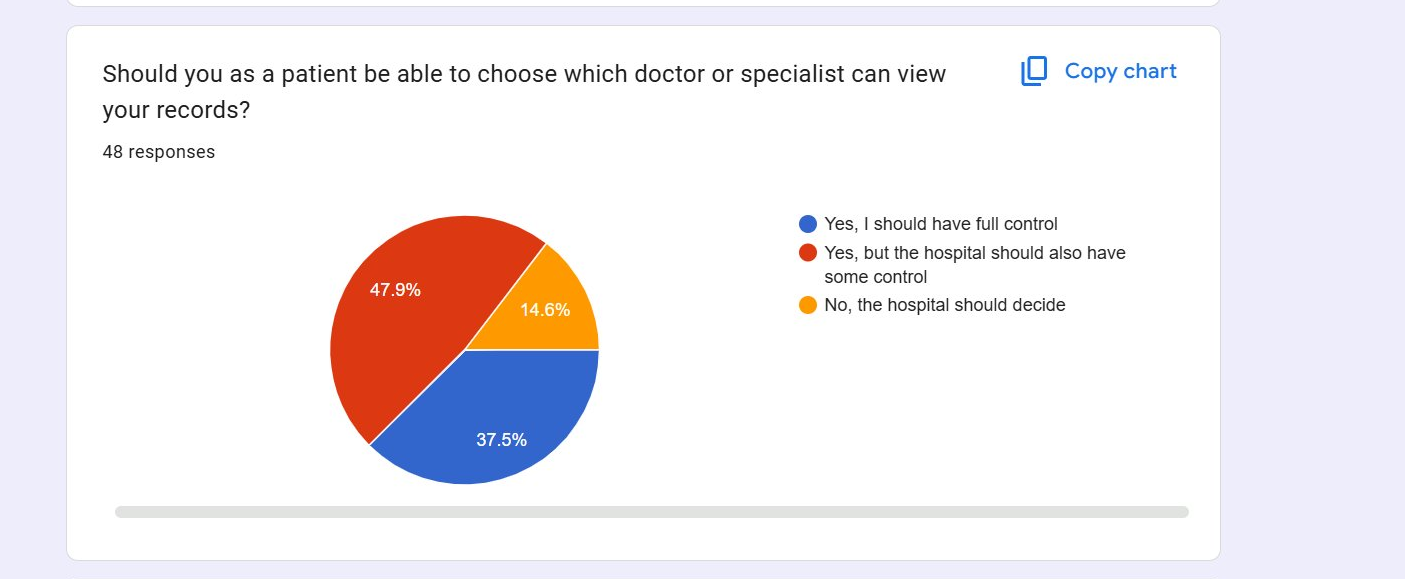 Should you as a patient be able to choose which doctor or specialist can view
your records?
Copy chart
48 responses
47.9%
14.6%
37.5%
Yes, I should have full control
Yes, but the hospital should also have
some control
No, the hospital should decide